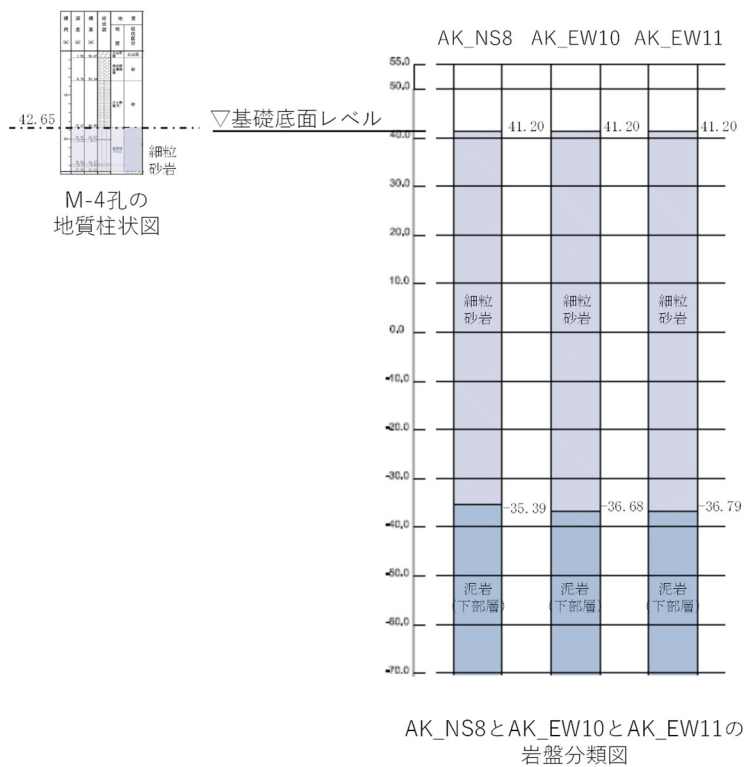 AK_NS8 AK_EW10 AK_EW11
55.0
50.0
42.65
▽基礎底面レベル
41.20 41.20 41.20
40.0
細粒
砂岩
M-4孔の
地質柱状図
30.0
20.0
10.0
細粒 細粒 細粒
砂岩 砂岩 砂岩
0.0
-10.0
-20.0
-30.0
-35.39 -36.68 -36.79
-40.0
-50.0
泥岩 泥岩 泥岩
(下部層) (下部層) (下部層)
-60.0
-70.0
AK_NS8とAK_EW10とAK_EW11の
岩盤分類図